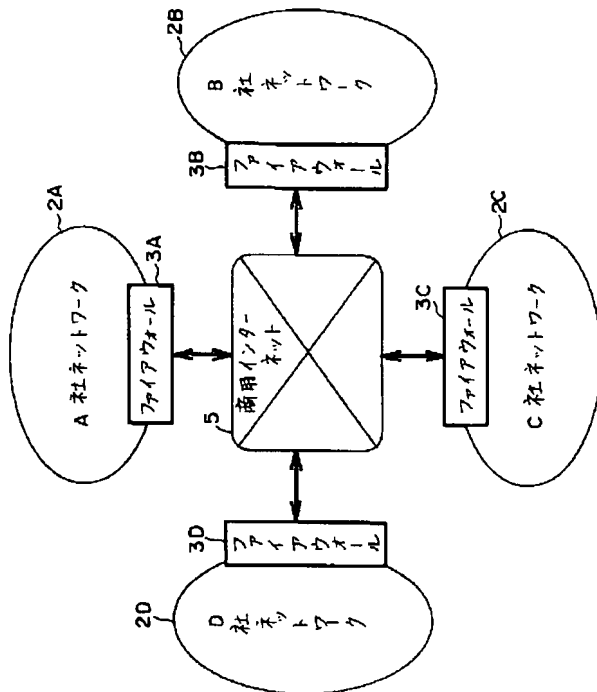 2A
A 社ネットワーク
3A
ファイアウォール
2D
D 社ネットワーク
3D
ファイアウォール
5
商用インター
ネット
3B
ファイアウォール
2B
B 社ネットワーク
3C
ファイアウォール
2C
C 社ネットワーク